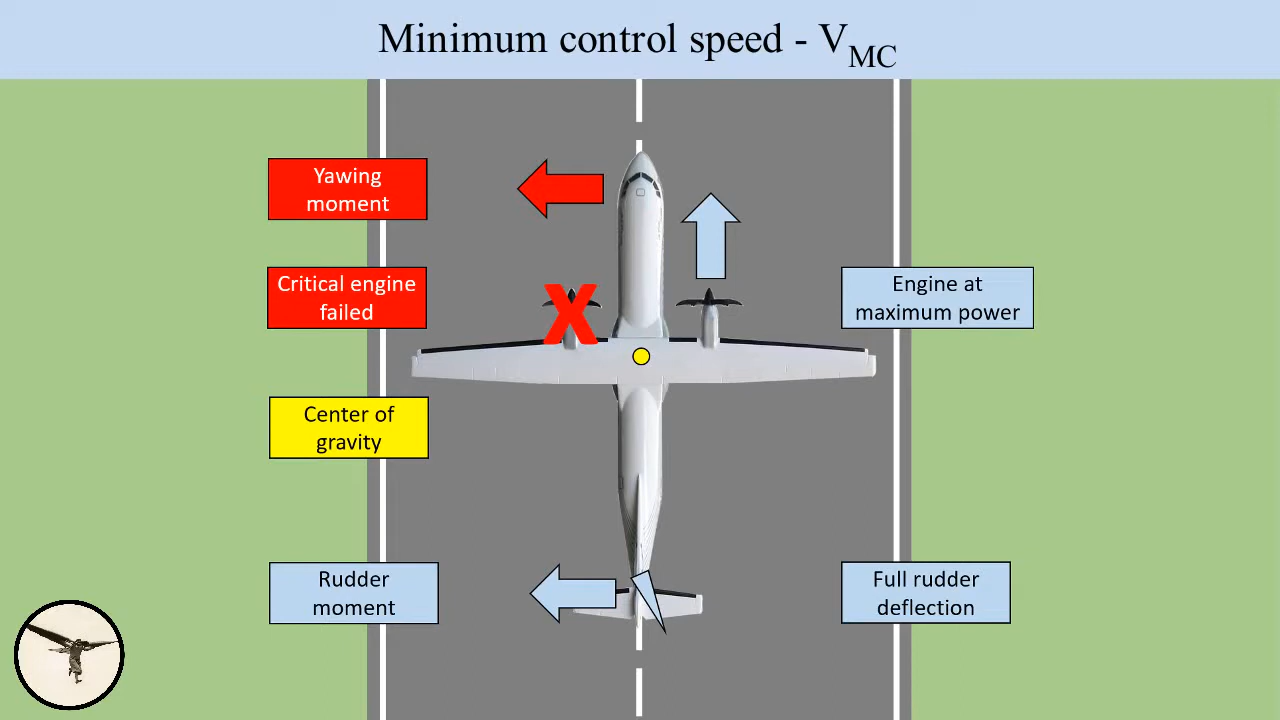 Minimum control speed - VMC
Yawing
moment
Critical engine
failed
Engine at
maximum power
Center of
gravity
Rudder
moment
Full rudder
deflection